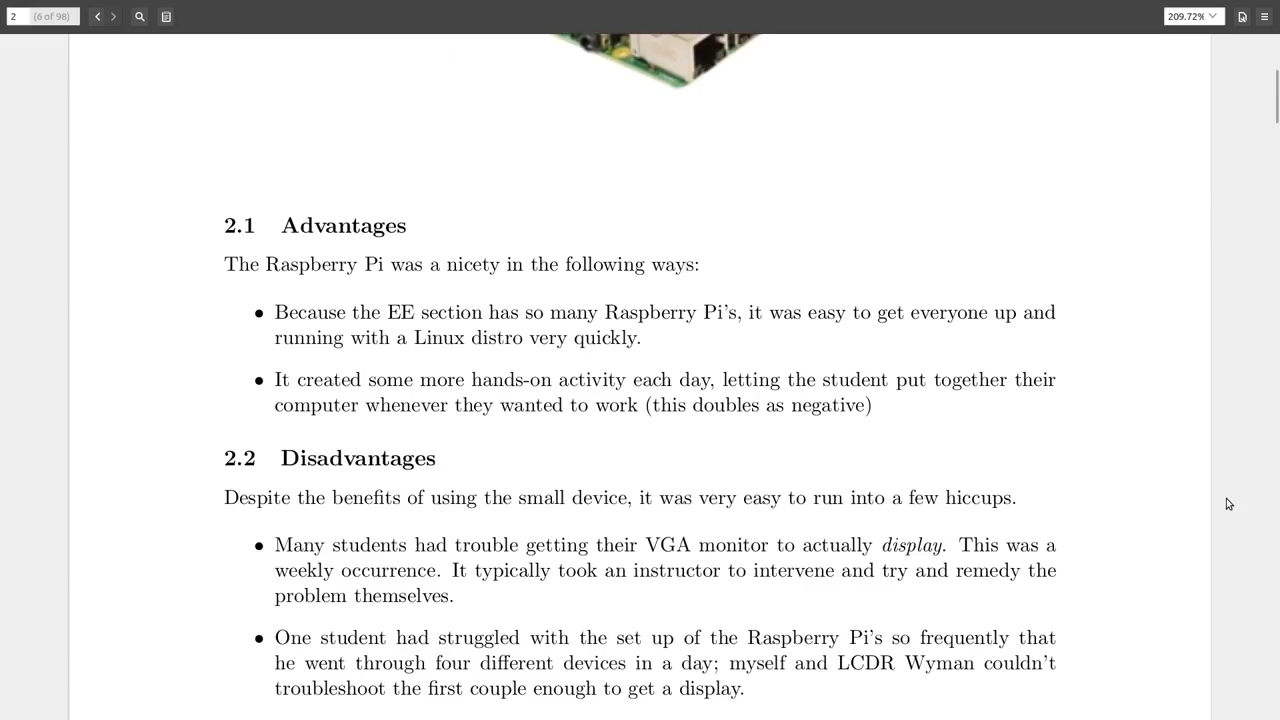 2 (6 of 98) 209.72%
2.1 Advantages
The Raspberry Pi was a nicety in the following ways:
• Because the EE section has so many Raspberry Pi's, it was easy to get everyone up and
running with a Linux distro very quickly.
• It created some more hands-on activity each day, letting the student put together their
computer whenever they wanted to work (this doubles as negative)
2.2 Disadvantages
Despite the benefits of using the small device, it was very easy to run into a few hiccups.
• Many students had trouble getting their VGA monitor to actually display. This was a
weekly occurrence. It typically took an instructor to intervene and try and remedy the
problem themselves.
• One student had struggled with the set up of the Raspberry Pi's so frequently that
he went through four different devices in a day; myself and LCDR Wyman couldn't
troubleshoot the first couple enough to get a display.